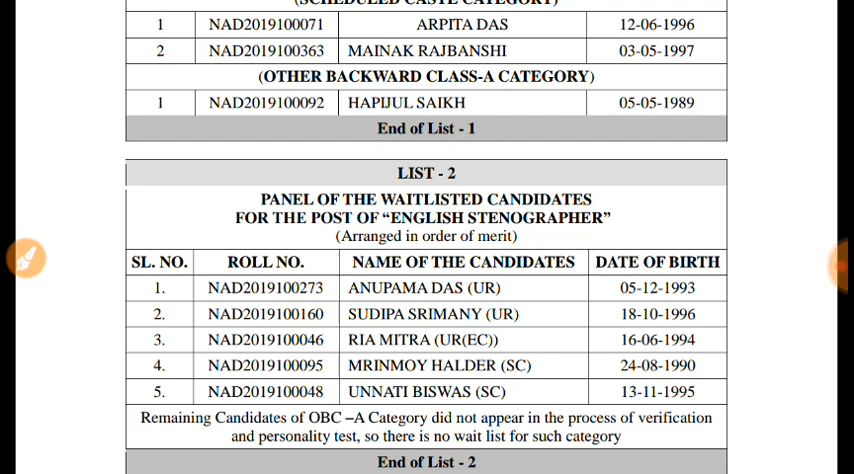 (SCHEDULED CASTE CATEGORY)
1 NAD2019100071 ARPITA DAS 12-06-1996
2 NAD2019100363 MAINAK RAJBANSHI 03-05-1997
(OTHER BACKWARD CLASS-A CATEGORY)
1 NAD2019100092 HAPIJUL SAIKH 05-05-1989
End of List - 1
LIST - 2
PANEL OF THE WAITLISTED CANDIDATES
FOR THE POST OF “ENGLISH STENOGRAPHER”
(Arranged in order of merit)
SL. NO. ROLL NO. NAME OF THE CANDIDATES DATE OF BIRTH
1. NAD2019100273 ANUPAMA DAS (UR) 05-12-1993
2. NAD2019100160 SUDIPA SRIMANY (UR) 18-10-1996
3. NAD2019100046 RIA MITRA (UR(EC)) 16-06-1994
4. NAD2019100095 MRINMOY HALDER (SC) 24-08-1990
5. NAD2019100048 UNNATI BISWAS (SC) 13-11-1995
Remaining Candidates of OBC –A Category did not appear in the process of verification
and personality test, so there is no wait list for such category
End of List - 2